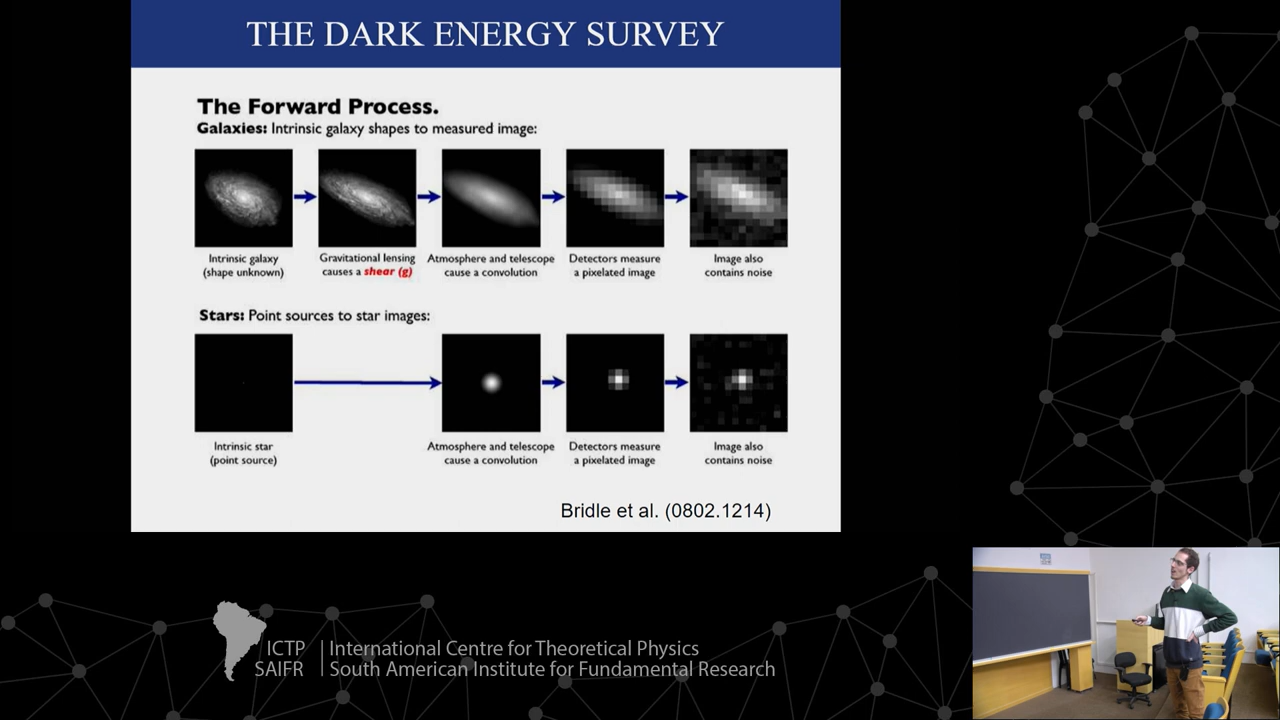 THE DARK ENERGY SURVEY
The Forward Process.
Galaxies: Intrinsic galaxy shapes to measured image:
Intrinsic galaxy
(shape unknown)
Gravitational lensing
causes a shear (g)
Atmosphere and telescope
cause a convolution
Detectors measure
a pixelated image
Image also
contains noise
Stars: Point sources to star images:
Intrinsic star
(point source)
Atmosphere and telescope
cause a convolution
Detectors measure
a pixelated image
Image also
contains noise
Bridle et al. (0802.1214)
ICTP
SAIFR
International Centre for Theoretical Physics
South American Institute for Fundamental Research